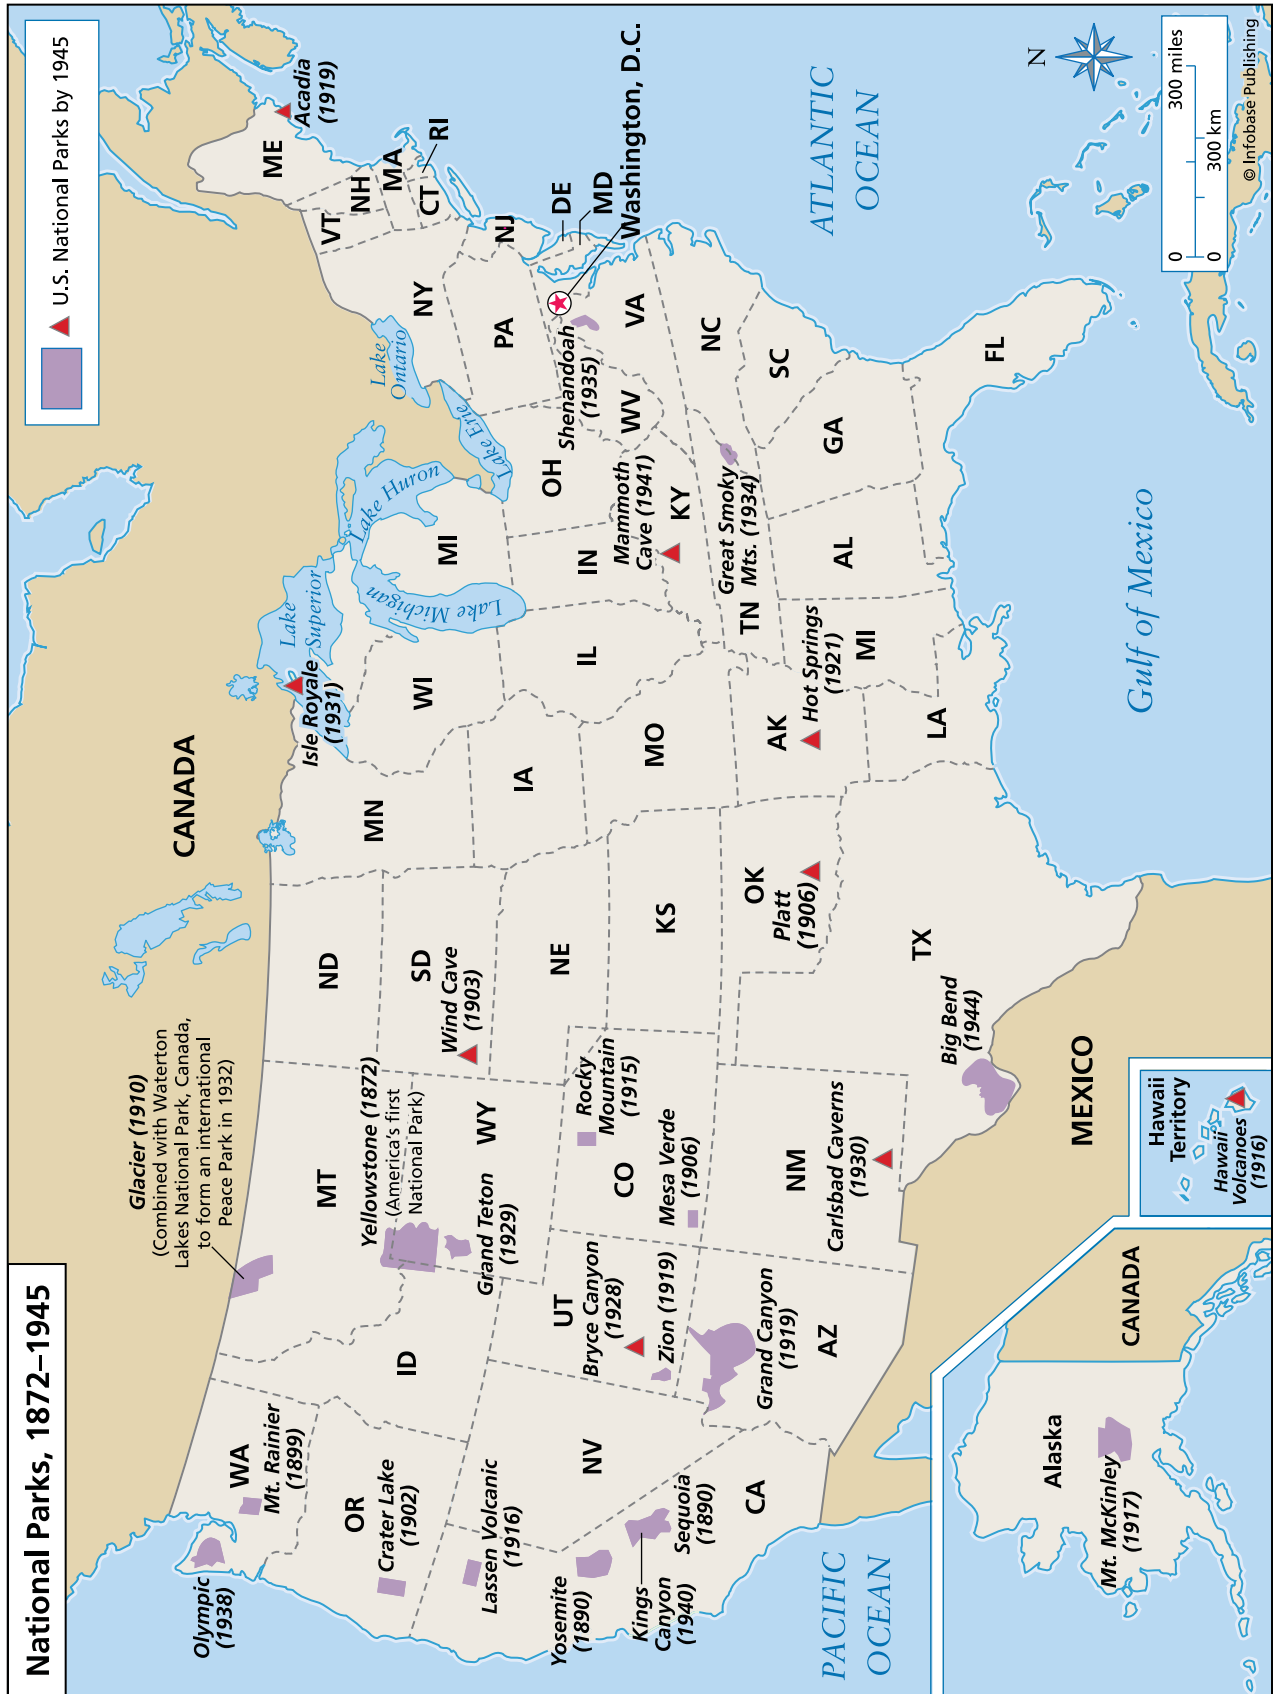 National Parks, 1872–1945
U.S. National Parks by 1945
CANADA
Glacier (1910)
(Combined with Waterton
Lakes National Park, Canada,
to form an international
Peace Park in 1932)
Olympic
(1938)
WA
Mt. Rainier
(1899)
OR
Crater Lake
(1902)
ID
MT
Yellowstone (1872)
(America's first
National Park)
WY
Grand Teton
(1929)
ND
SD
Wind Cave
(1903)
NE
MN
Isle Royale
(1931)
Lake
Superior
WI
Lake Michigan
MI
Lake Huron
Lake Erie
Lake
Ontario
NY
VT
NH
ME
Acadia
(1919)
MA
CT
RI
PA
NJ
DE
MD
Washington, D.C.
Lassen Volcanic
(1916)
Yosemite
(1890)
Kings
Canyon
(1940)
Sequoia
(1890)
CA
NV
UT
Bryce Canyon
(1928)
Zion (1919)
Grand Canyon
(1919)
AZ
Rocky
Mountain
(1915)
CO
Mesa Verde
(1906)
NM
Carlsbad Caverns
(1930)
KS
OK
Platt
(1906)
TX
Big Bend
(1944)
IA
MO
AK
Hot Springs
(1921)
LA
IL
IN
OH
Mammoth
Cave (1941)
KY
Great Smoky
Mts. (1934)
TN
MI
AL
GA
FL
SC
NC
VA
WV
Shenandoah
(1935)
PACIFIC
OCEAN
ATLANTIC
OCEAN
Gulf of Mexico
MEXICO
Alaska
Mt. McKinley
(1917)
CANADA
Hawaii
Territory
Hawaii
Volcanoes
(1916)
N
0 300 miles
0 300 km
© Infobase Publishing